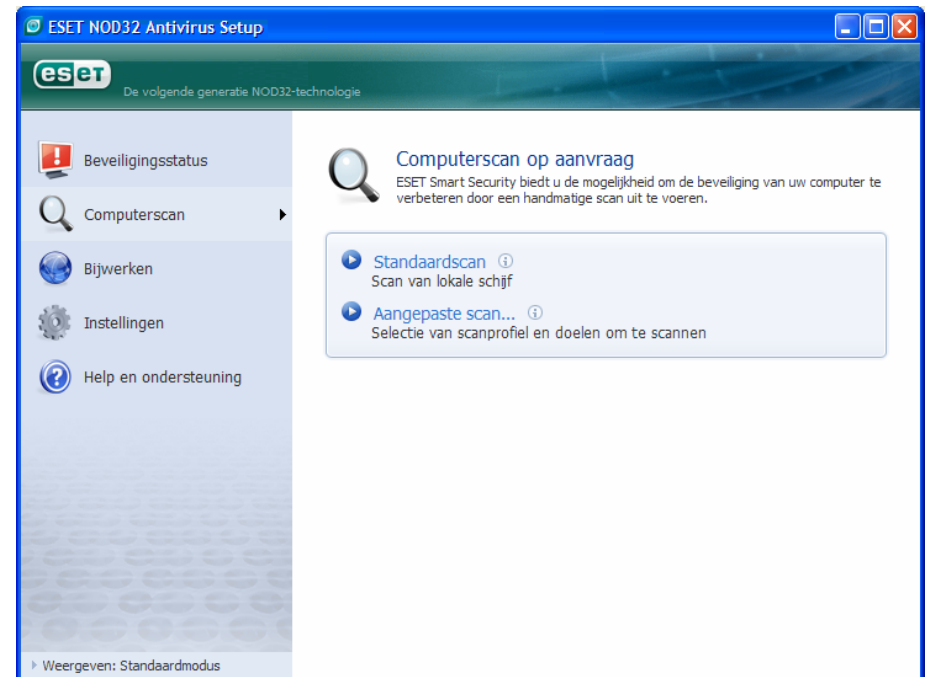 ESET NOD32 Antivirus Setup
eseT
De volgende generatie NOD32-technologie
Beveiligingsstatus
Computerscan
Bijwerken
Instellingen
Help en ondersteuning
Weergeven: Standaardmodus
Computerscan op aanvraag
ESET Smart Security biedt u de mogelijkheid om de beveiliging van uw computer te
verbeteren door een handmatige scan uit te voeren.
Standaardscan
Scan van lokale schijf
Aangepaste scan...
Selectie van scanprofiel en doelen om te scannen